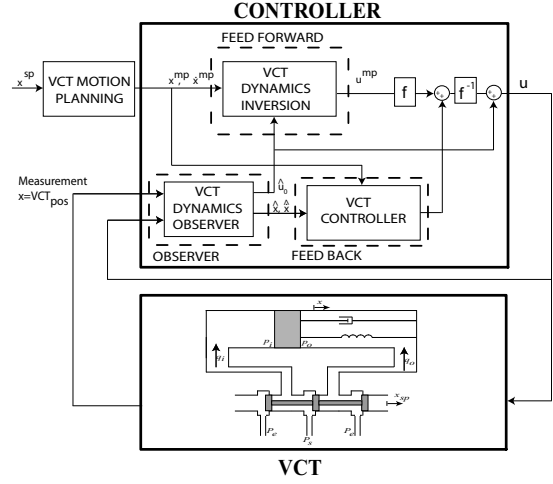 CONTROLLER
FEED FORWARD
x^sp
VCT MOTION
PLANNING
x^mp, ẋ^mp
VCT
DYNAMICS
INVERSION
u^mp
f
++
f^-1
++
u
Measurement
x=VCT_pos
VCT
DYNAMICS
OBSERVER
û_0
x̂, ẋ̂
VCT
CONTROLLER
OBSERVER
FEED BACK
x
p_i
p_o
q_i
q_o
x_sp
P_e
P_s
P_e
VCT